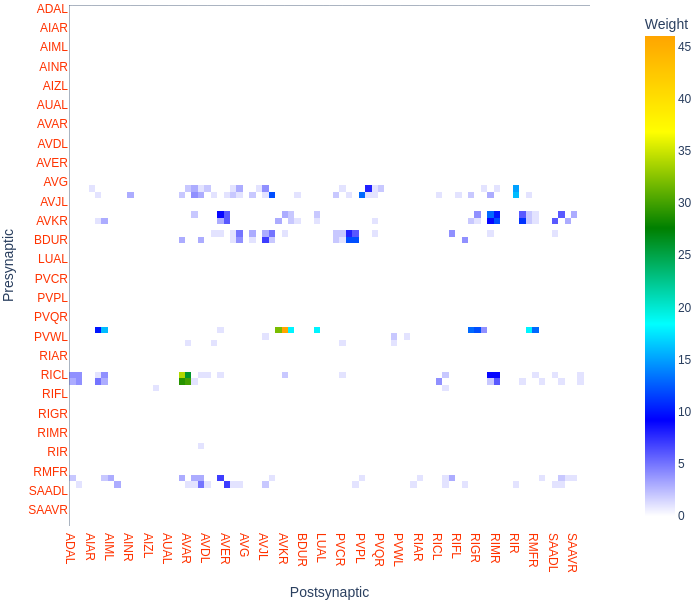 Weight
45
40
35
30
25
20
15
10
5
0
Presynaptic
ADAL
AIAR
AIML
AINR
AIZL
AUAL
AVAR
AVDL
AVER
AVG
AVJL
AVKR
BDUR
LUAL
PVCR
PVPL
PVQR
PVWL
RIAR
RICL
RIFL
RIGR
RIMR
RIR
RMFR
SAADL
SAAVR
ADAL
AIAR
AIML
AINR
AIZL
AUAL
AVAR
AVDL
AVER
AVG
AVJL
AVKR
BDUR
LUAL
PVCR
PVPL
PVQR
PVWL
RIAR
RICL
RIFL
RIGR
RIMR
RIR
RMFR
SAADL
SAAVR
Postsynaptic